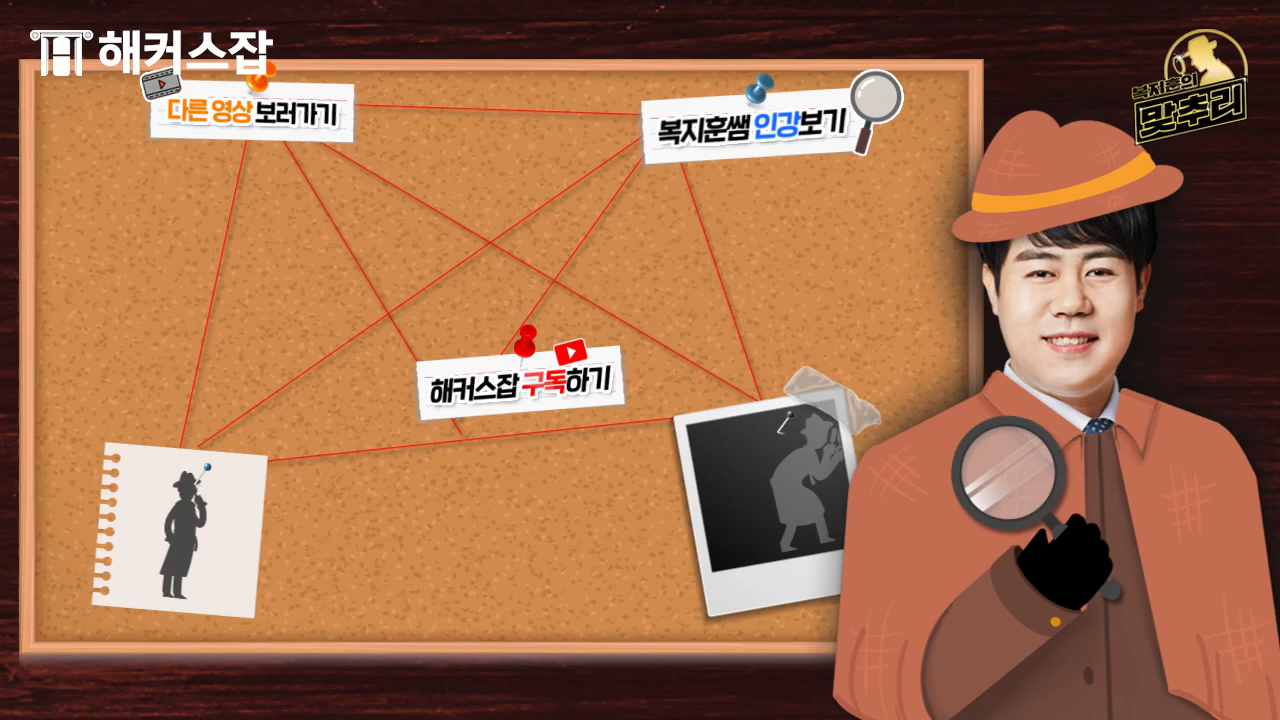 해커스잡
다른 영상 보러가기
복지훈쌤 인강보기
복지훈의
맞추리
해커스잡 구독하기